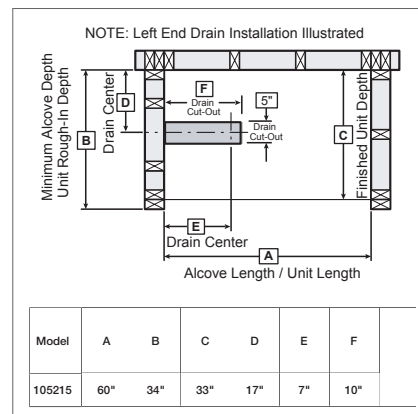 NOTE: Left End Drain Installation Illustrated
Minimum Alcove Depth
Unit Rough-In Depth
B
Drain Center
D
F
Drain
Cut-Out
5"
Drain
Cut-Out
C
Finished Unit Depth
E
Drain Center
A
Alcove Length / Unit Length
Model A B C D E F
105215 60" 34" 33" 17" 7" 10"